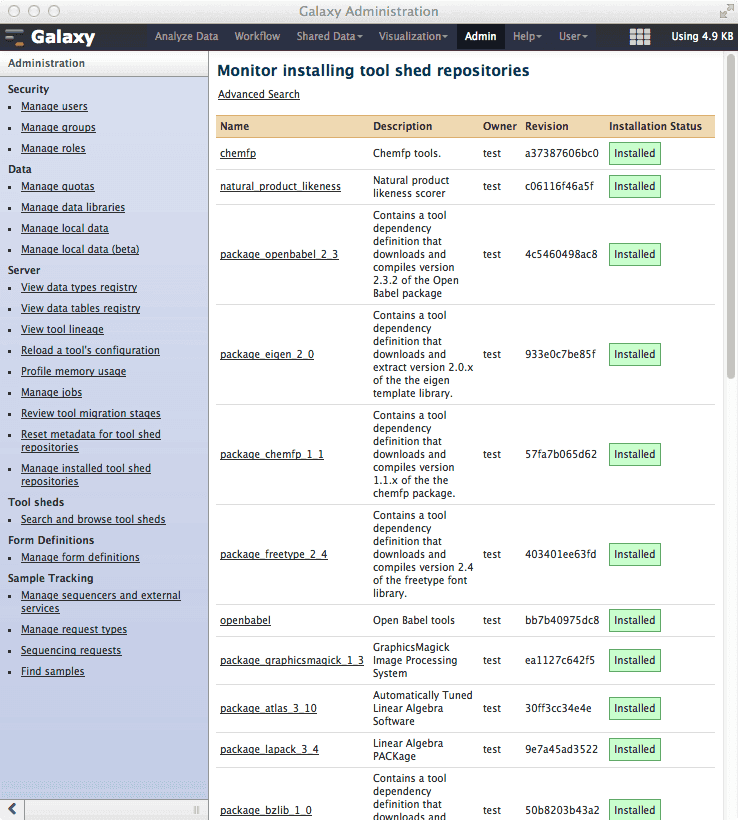 Galaxy Administration
Galaxy
Analyze Data
Workflow
Shared Data
Visualization
Admin
Help
User
Using 4.9 KB
Administration
Security
Manage users
Manage groups
Manage roles
Data
Manage quotas
Manage data libraries
Manage local data
Manage local data (beta)
Server
View data types registry
View data tables registry
View tool lineage
Reload a tool's configuration
Profile memory usage
Manage jobs
Review tool migration stages
Reset metadata for tool shed
repositories
Manage installed tool shed
repositories
Tool sheds
Search and browse tool sheds
Form Definitions
Manage form definitions
Sample Tracking
Manage sequencers and external
services
Manage request types
Sequencing requests
Find samples
Monitor installing tool shed repositories
Advanced Search
Name Description Owner Revision Installation Status
chemfp Chemfp tools. test a37387606bc0 Installed
natural_product_likeness Natural product
likeness scorer test c06116f46a5f Installed
package_openbabel_2_3 Contains a tool
dependency
definition that
downloads and
compiles version
2.3.2 of the Open
Babel package test 4c5460498ac8 Installed
package_eigen_2_0 Contains a tool
dependency
definition that
downloads and
extract version 2.0.x
of the the eigen
template library. test 933e0c7be85f Installed
package_chemfp_1_1 Contains a tool
dependency
definition that
downloads and
compiles version
1.1.x of the the
chemfp package. test 57fa7b065d62 Installed
package_freetype_2_4 Contains a tool
dependency
definition that
downloads and
compiles version 2.4
of the freetype font
library. test 403401ee63fd Installed
openbabel Open Babel tools test bb7b40975dc8 Installed
package_graphicsmagick_1_3 GraphicsMagick
Image Processing
System test ea1127c642f5 Installed
package_atlas_3_10 Automatically Tuned
Linear Algebra
Software test 30ff3cc34e4e Installed
package_lapack_3_4 Linear Algebra
PACKage test 9e7a45ad3522 Installed
package_bzlib_1_0 Contains a tool
dependency
definition that
downloads and test 50b8203b43a2 Installed